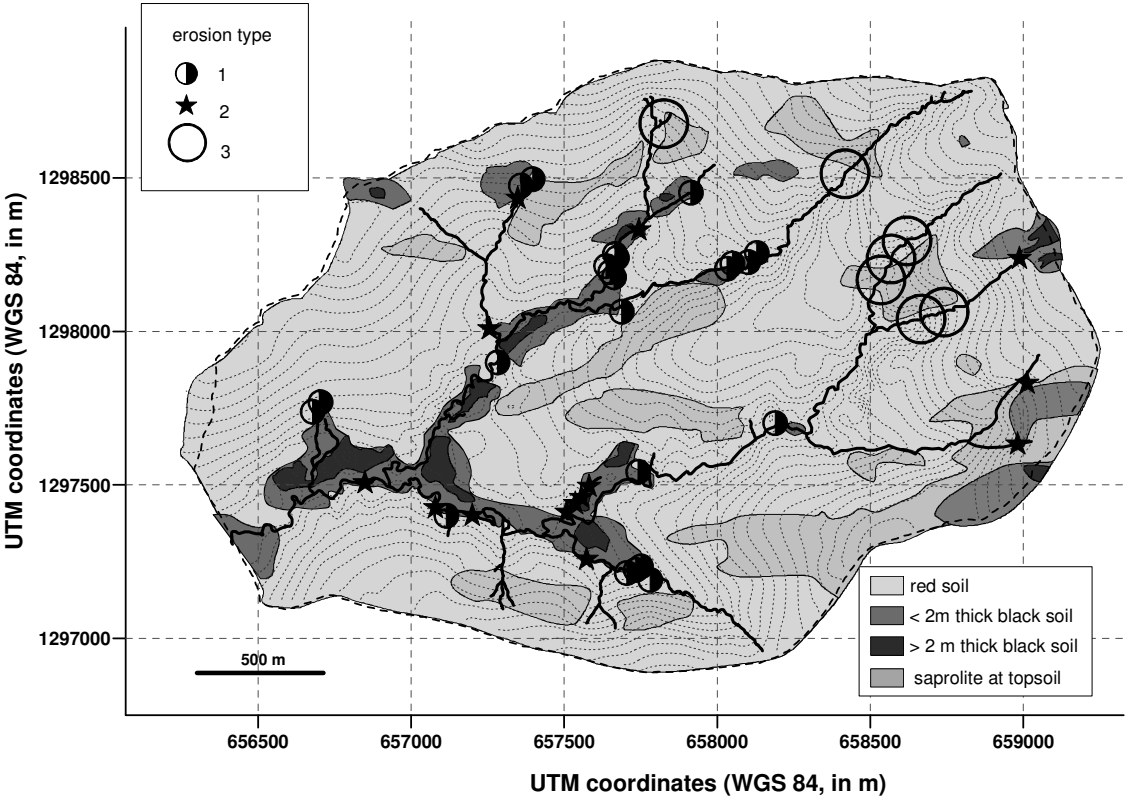 erosion type
1
2
3
1298500
1298000
1297500
1297000
UTM coordinates (WGS 84, in m)
500 m
red soil
< 2m thick black soil
> 2 m thick black soil
saprolite at topsoil
656500 657000 657500 658000 658500 659000
UTM coordinates (WGS 84, in m)